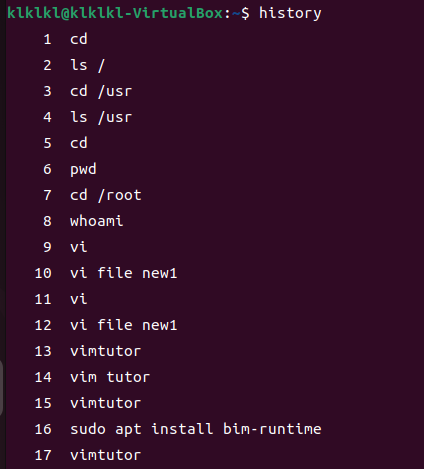 klklkl@klklkl-VirtualBox:~$ history
1 cd
2 ls /
3 cd /usr
4 ls /usr
5 cd
6 pwd
7 cd /root
8 whoami
9 vi
10 vi file new1
11 vi
12 vi file new1
13 vimtutor
14 vim tutor
15 vimtutor
16 sudo apt install bim-runtime
17 vimtutor